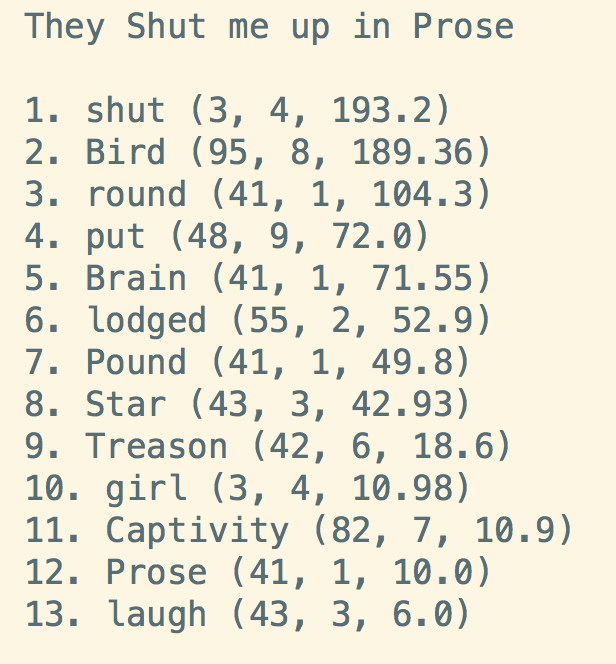 They Shut me up in Prose
1. shut (3, 4, 193.2)
2. Bird (95, 8, 189.36)
3. round (41, 1, 104.3)
4. put (48, 9, 72.0)
5. Brain (41, 1, 71.55)
6. lodged (55, 2, 52.9)
7. Pound (41, 1, 49.8)
8. Star (43, 3, 42.93)
9. Treason (42, 6, 18.6)
10. girl (3, 4, 10.98)
11. Captivity (82, 7, 10.9)
12. Prose (41, 1, 10.0)
13. laugh (43, 3, 6.0)